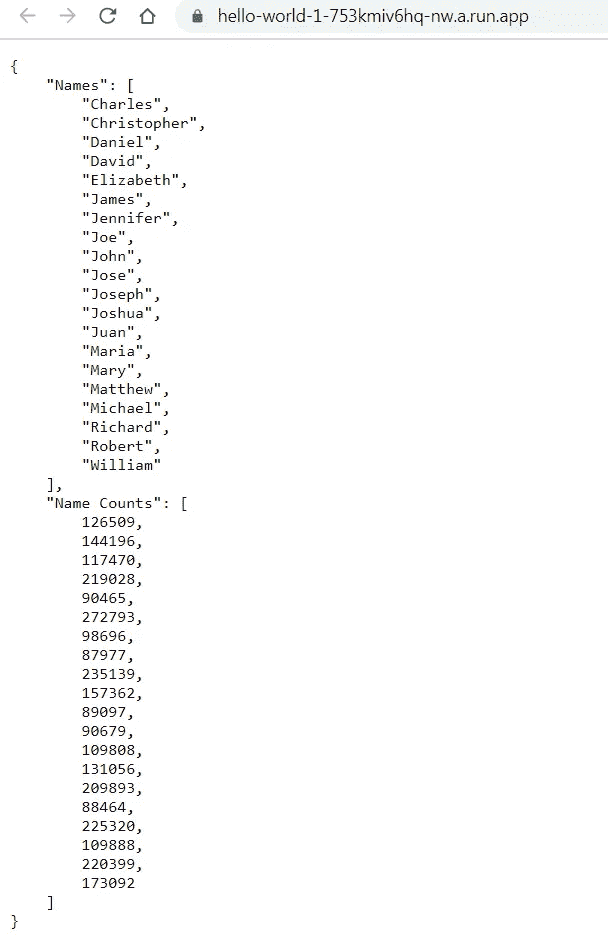 hello-world-1-753kmiv6hq-nw.a.run.app
{
    "Names": [
        "Charles",
        "Christopher",
        "Daniel",
        "David",
        "Elizabeth",
        "James",
        "Jennifer",
        "Joe",
        "John",
        "Jose",
        "Joseph",
        "Joshua",
        "Juan",
        "Maria",
        "Mary",
        "Matthew",
        "Michael",
        "Richard",
        "Robert",
        "William"
    ],
    "Name Counts": [
        126509,
        144196,
        117470,
        219028,
        90465,
        272793,
        98696,
        87977,
        235139,
        157362,
        89097,
        90679,
        109808,
        131056,
        209893,
        88464,
        225320,
        109888,
        220399,
        173092
    ]
}